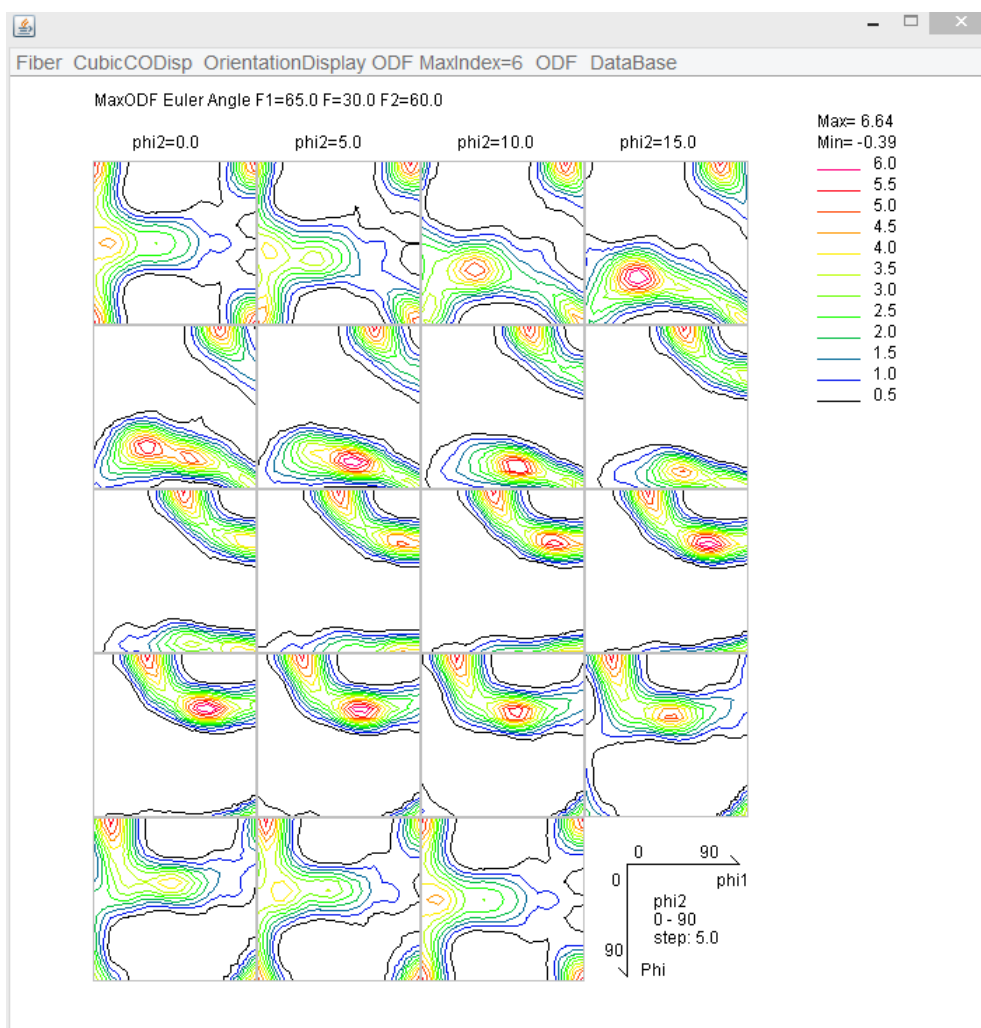 Fiber CubicCODisp OrientationDisplay ODF MaxIndex=6 ODF DataBase
MaxODF Euler Angle F1=65.0 F=30.0 F2=60.0
Max= 6.64
Min= -0.39
phi2=0.0 phi2=5.0 phi2=10.0 phi2=15.0
6.0
5.5
5.0
4.5
4.0
3.5
3.0
2.5
2.0
1.5
1.0
0.5
0 90
0 phi1
phi2
0 - 90
step: 5.0
90
Phi